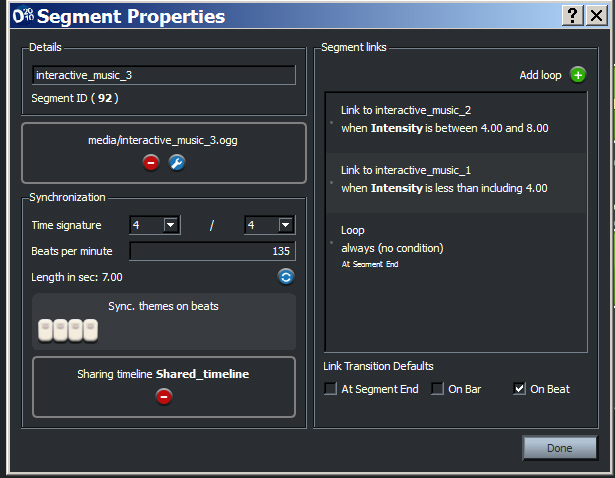 2010 Segment Properties
Details
interactive_music_3
Segment ID ( 92 )
media/interactive_music_3.ogg
Synchronization
Time signature 4 / 4
Beats per minute 135
Length in sec: 7.00
Sync. themes on beats
Sharing timeline Shared_timeline
Segment links
Add loop
Link to interactive_music_2
when Intensity is between 4.00 and 8.00
Link to interactive_music_1
when Intensity is less than including 4.00
Loop
always (no condition)
At Segment End
Link Transition Defaults
At Segment End On Bar On Beat
Done